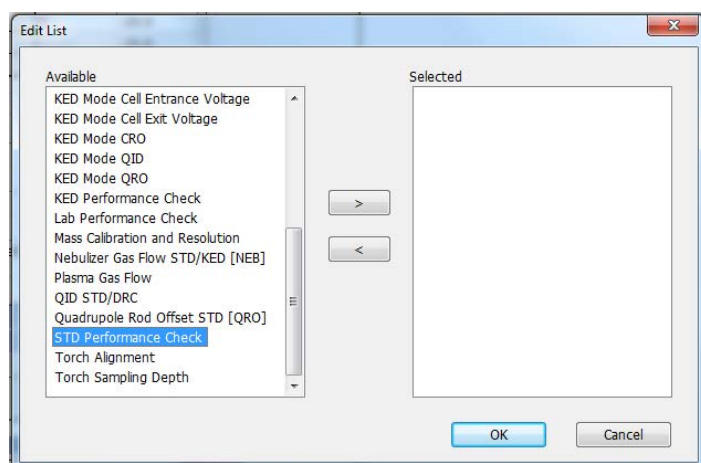 Edit List
Available
KED Mode Cell Entrance Voltage
KED Mode Cell Exit Voltage
KED Mode CRO
KED Mode QID
KED Mode QRO
KED Performance Check
Lab Performance Check
Mass Calibration and Resolution
Nebulizer Gas Flow STD/KED [NEB]
Plasma Gas Flow
QID STD/DRC
Quadrupole Rod Offset STD [QRO]
STD Performance Check
Torch Alignment
Torch Sampling Depth
>
<
Selected
OK
Cancel